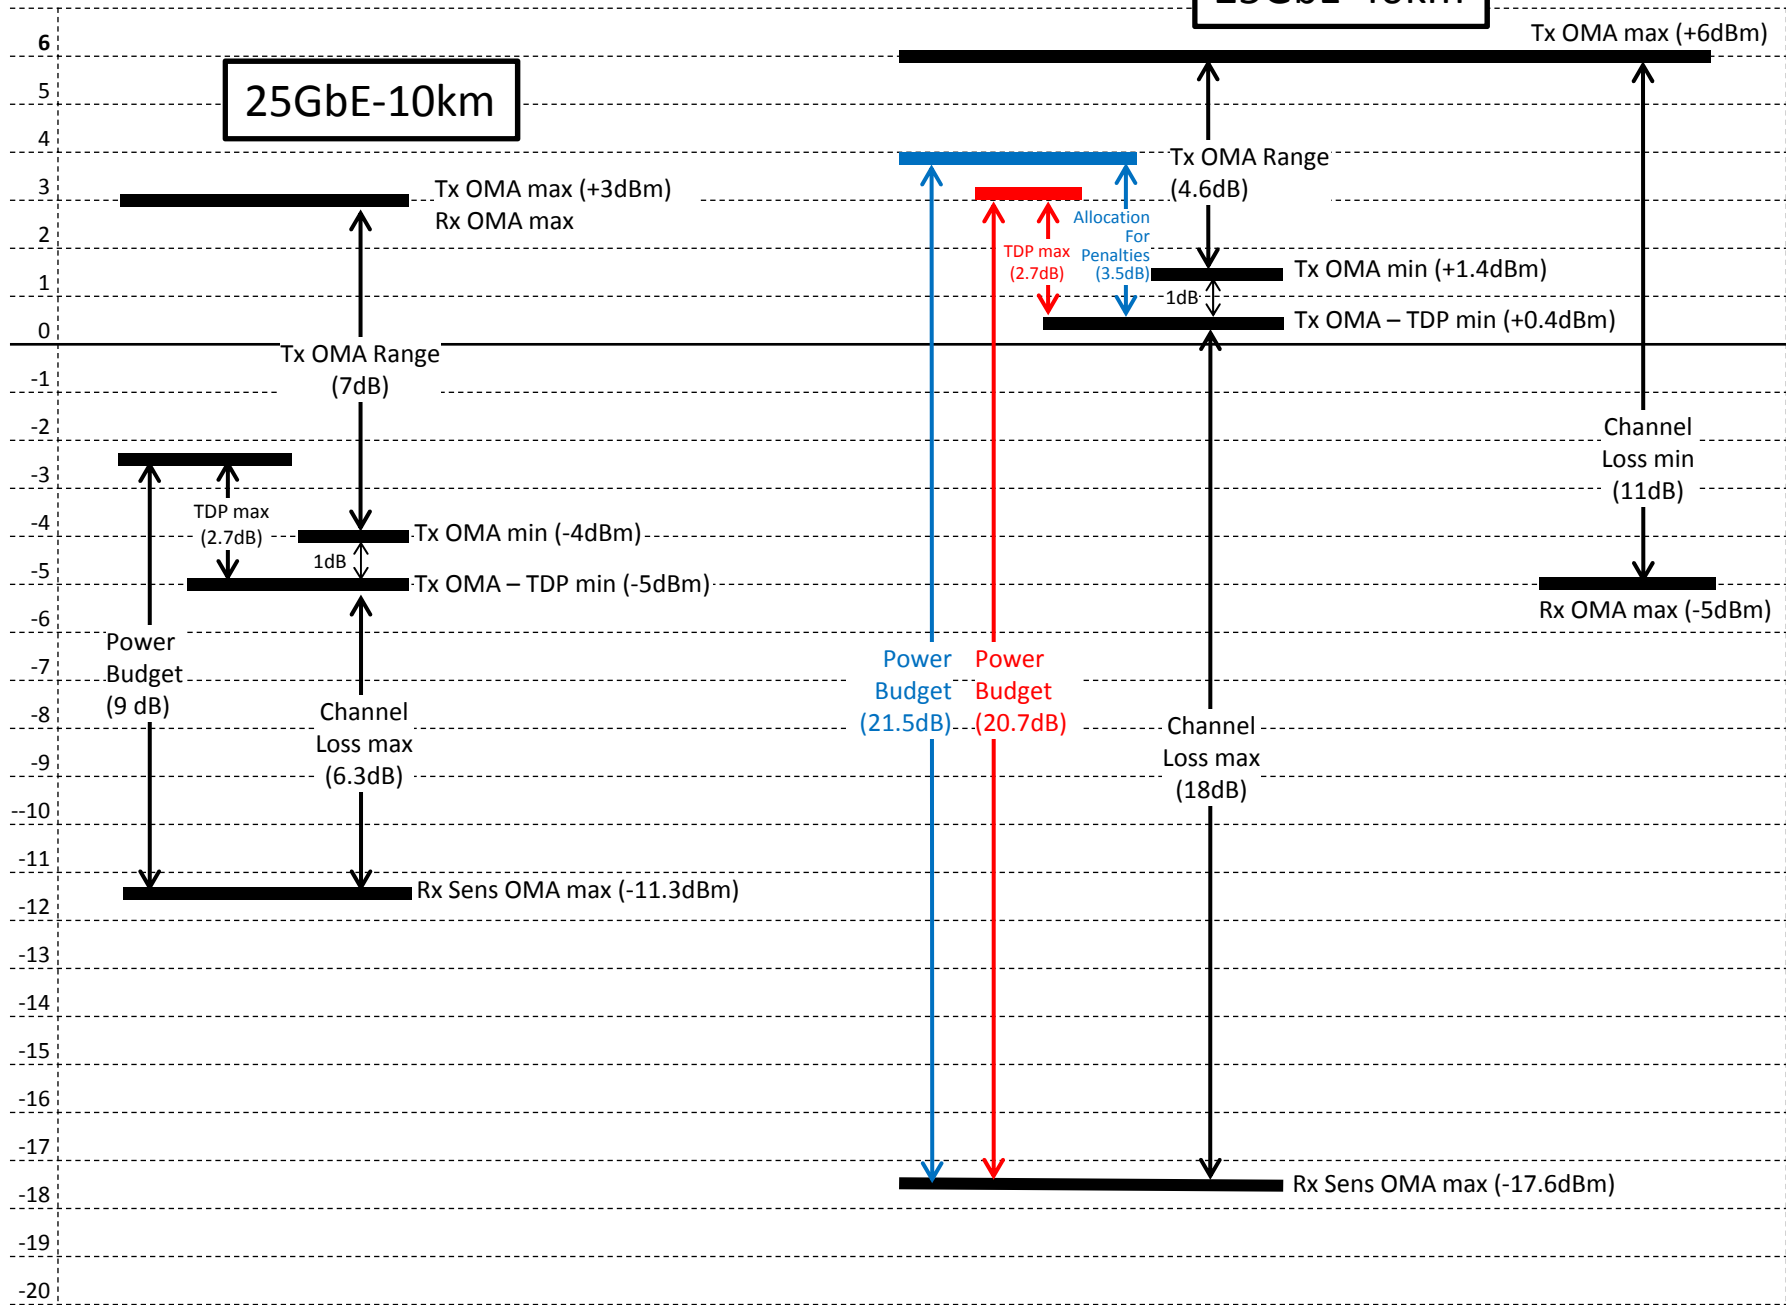 6
5
4
3
2
1
0
-1
-2
-3
-4
-5
-6
-7
-8
-9
--10
-11
-12
-13
-14
-15
-16
-17
-18
-19
-20
25GbE-10km
Tx OMA max (+3dBm)
Rx OMA max
Tx OMA Range
(7dB)
TDP max
(2.7dB)
Tx OMA min (-4dBm)
1dB
Tx OMA – TDP min (-5dBm)
Power
Budget
(9 dB)
Channel
Loss max
(6.3dB)
Rx Sens OMA max (-11.3dBm)
25GbE-40km
Tx OMA max (+6dBm)
Tx OMA Range
(4.6dB)
Allocation
For
Penalties
(3.5dB)
TDP max
(2.7dB)
Tx OMA min (+1.4dBm)
1dB
Tx OMA – TDP min (+0.4dBm)
Channel
Loss min
(11dB)
Rx OMA max (-5dBm)
Power
Budget
(21.5dB)
Power
Budget
(20.7dB)
Channel
Loss max
(18dB)
Rx Sens OMA max (-17.6dBm)